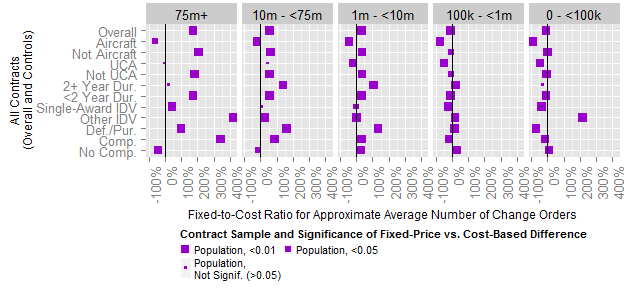 75m+ 10m - <75m 1m - <10m 100k - <1m 0 - <100k
All Contracts
(Overall and Controls)
Overall
Aircraft
Not Aircraft
UCA
Not UCA
2+ Year Dur.
<2 Year Dur.
Single-Award IDV
Other IDV
Def./Pur.
Comp.
No Comp.
-100% 0% 100% 200% 300% 400% -100% 0% 100% 200% 300% 400% -100% 0% 100% 200% 300% 400% -100% 0% 100% 200% 300% 400% -100% 0% 100% 200% 300% 400%
Fixed-to-Cost Ratio for Approximate Average Number of Change Orders
Contract Sample and Significance of Fixed-Price vs. Cost-Based Difference
Population, <0.01 Population, <0.05
Population,
Not Signif. (>0.05)